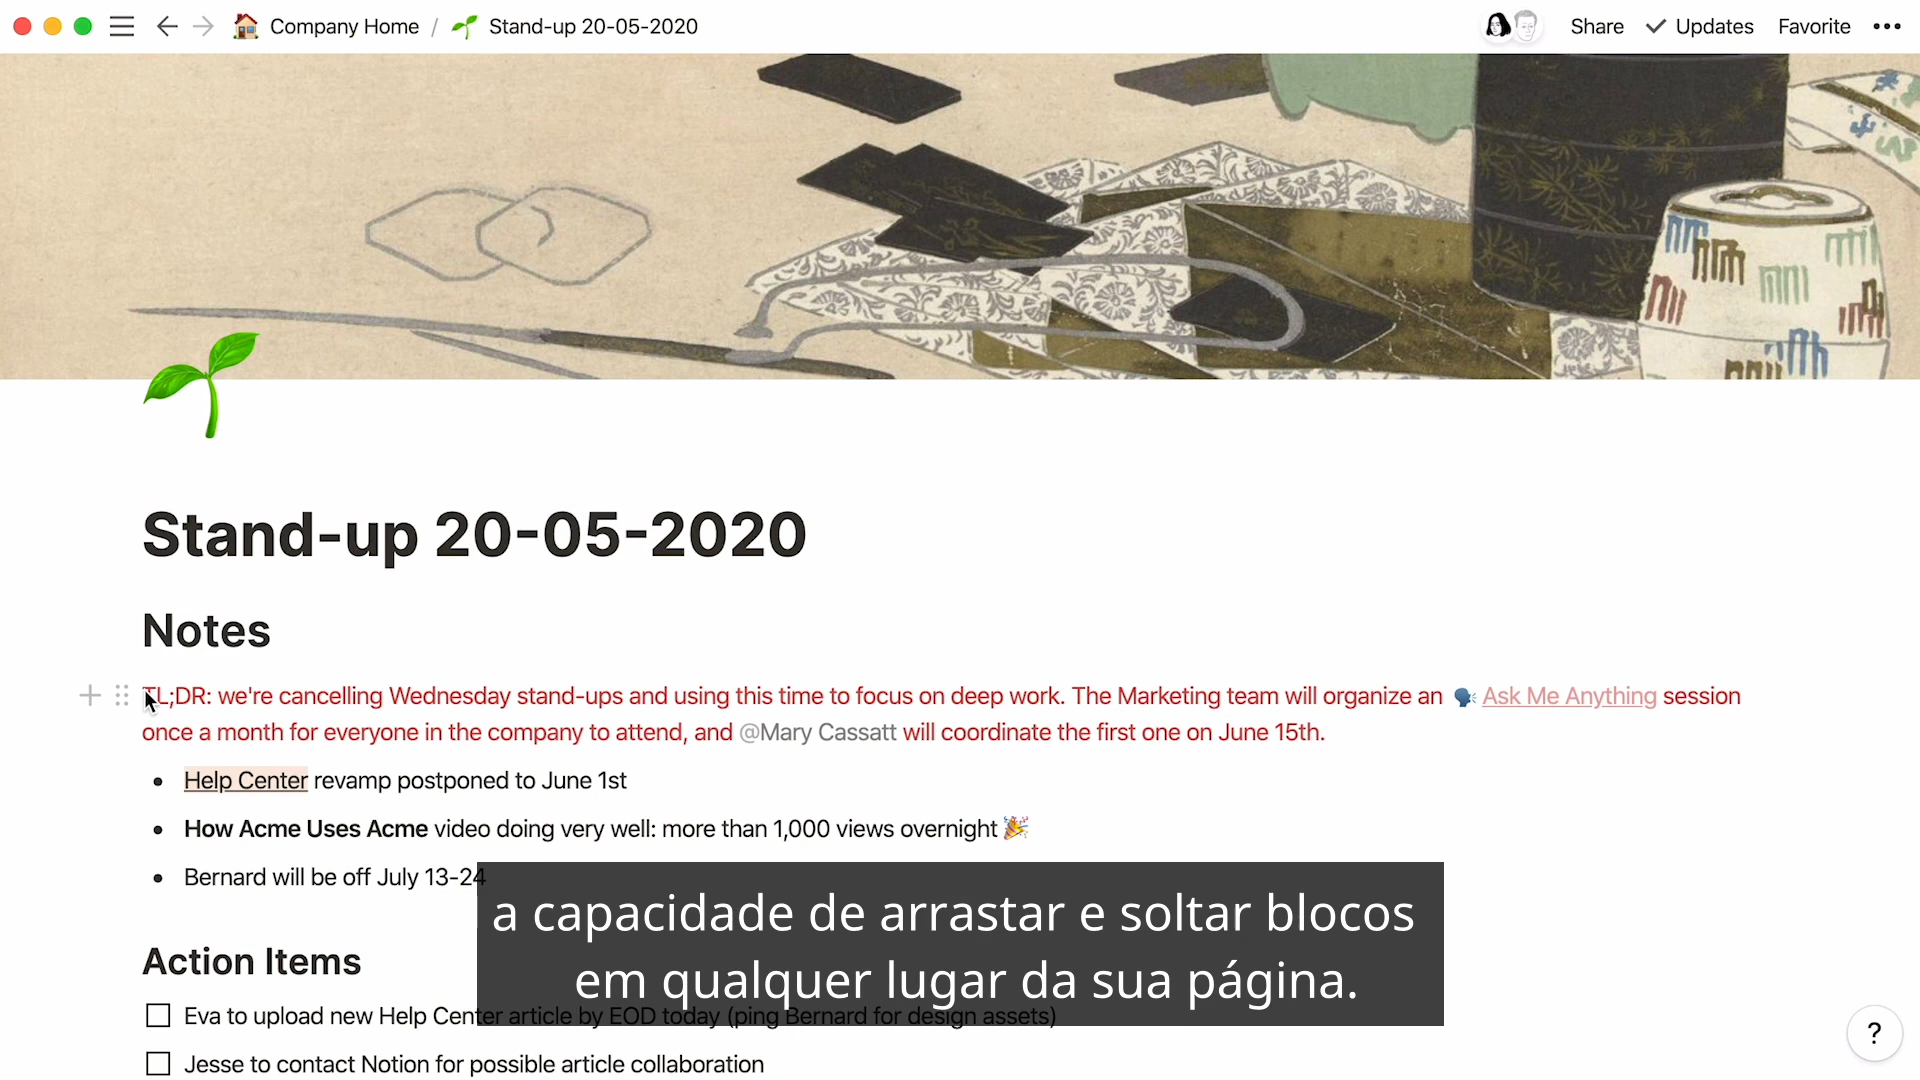 Company Home / Stand-up 20-05-2020
Share Updates Favorite
Stand-up 20-05-2020
Notes
TL;DR: we're cancelling Wednesday stand-ups and using this time to focus on deep work. The Marketing team will organize an Ask Me Anything session
once a month for everyone in the company to attend, and @Mary Cassatt will coordinate the first one on June 15th.
Help Center revamp postponed to June 1st
How Acme Uses Acme video doing very well: more than 1,000 views overnight 🎉
Bernard will be off July 13-24
a capacidade de arrastar e soltar blocos
em qualquer lugar da sua página.
Action Items
Eva to upload new Help Center article by EOD today (ping Bernard for design assets)
Jesse to contact Notion for possible article collaboration
?